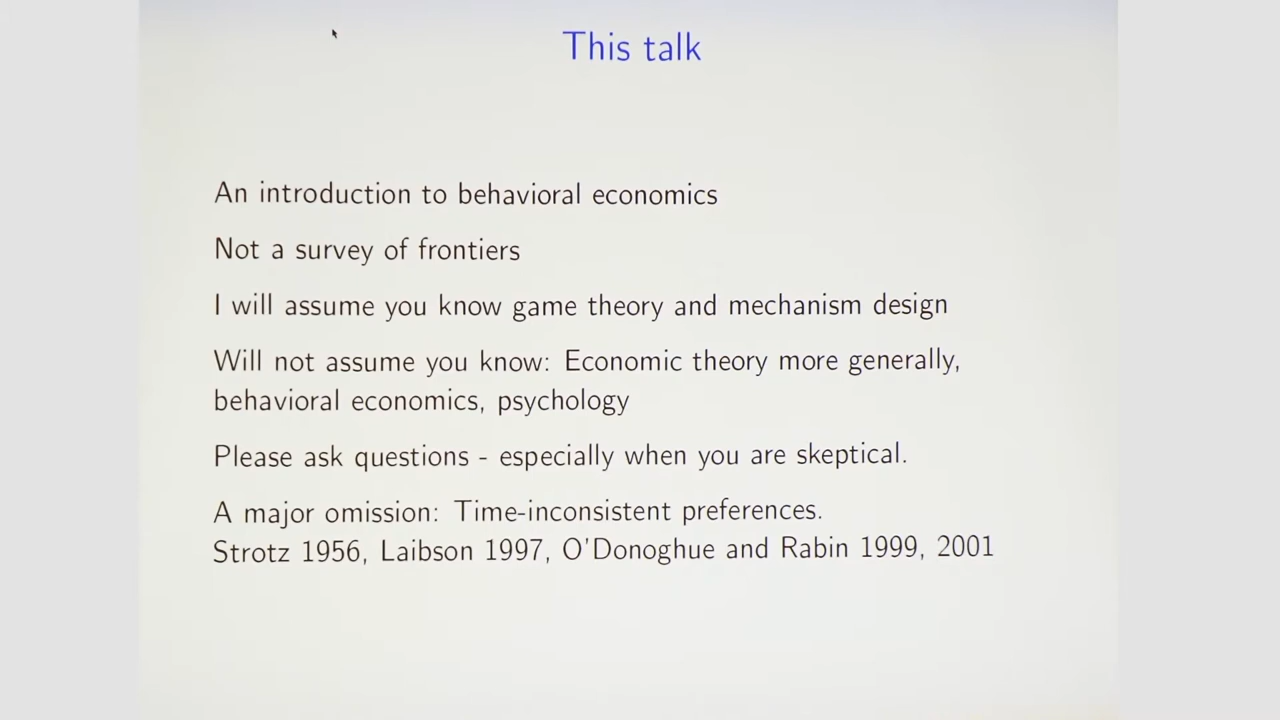 This talk
An introduction to behavioral economics
Not a survey of frontiers
I will assume you know game theory and mechanism design
Will not assume you know: Economic theory more generally,
behavioral economics, psychology
Please ask questions - especially when you are skeptical.
A major omission: Time-inconsistent preferences.
Strotz 1956, Laibson 1997, O'Donoghue and Rabin 1999, 2001